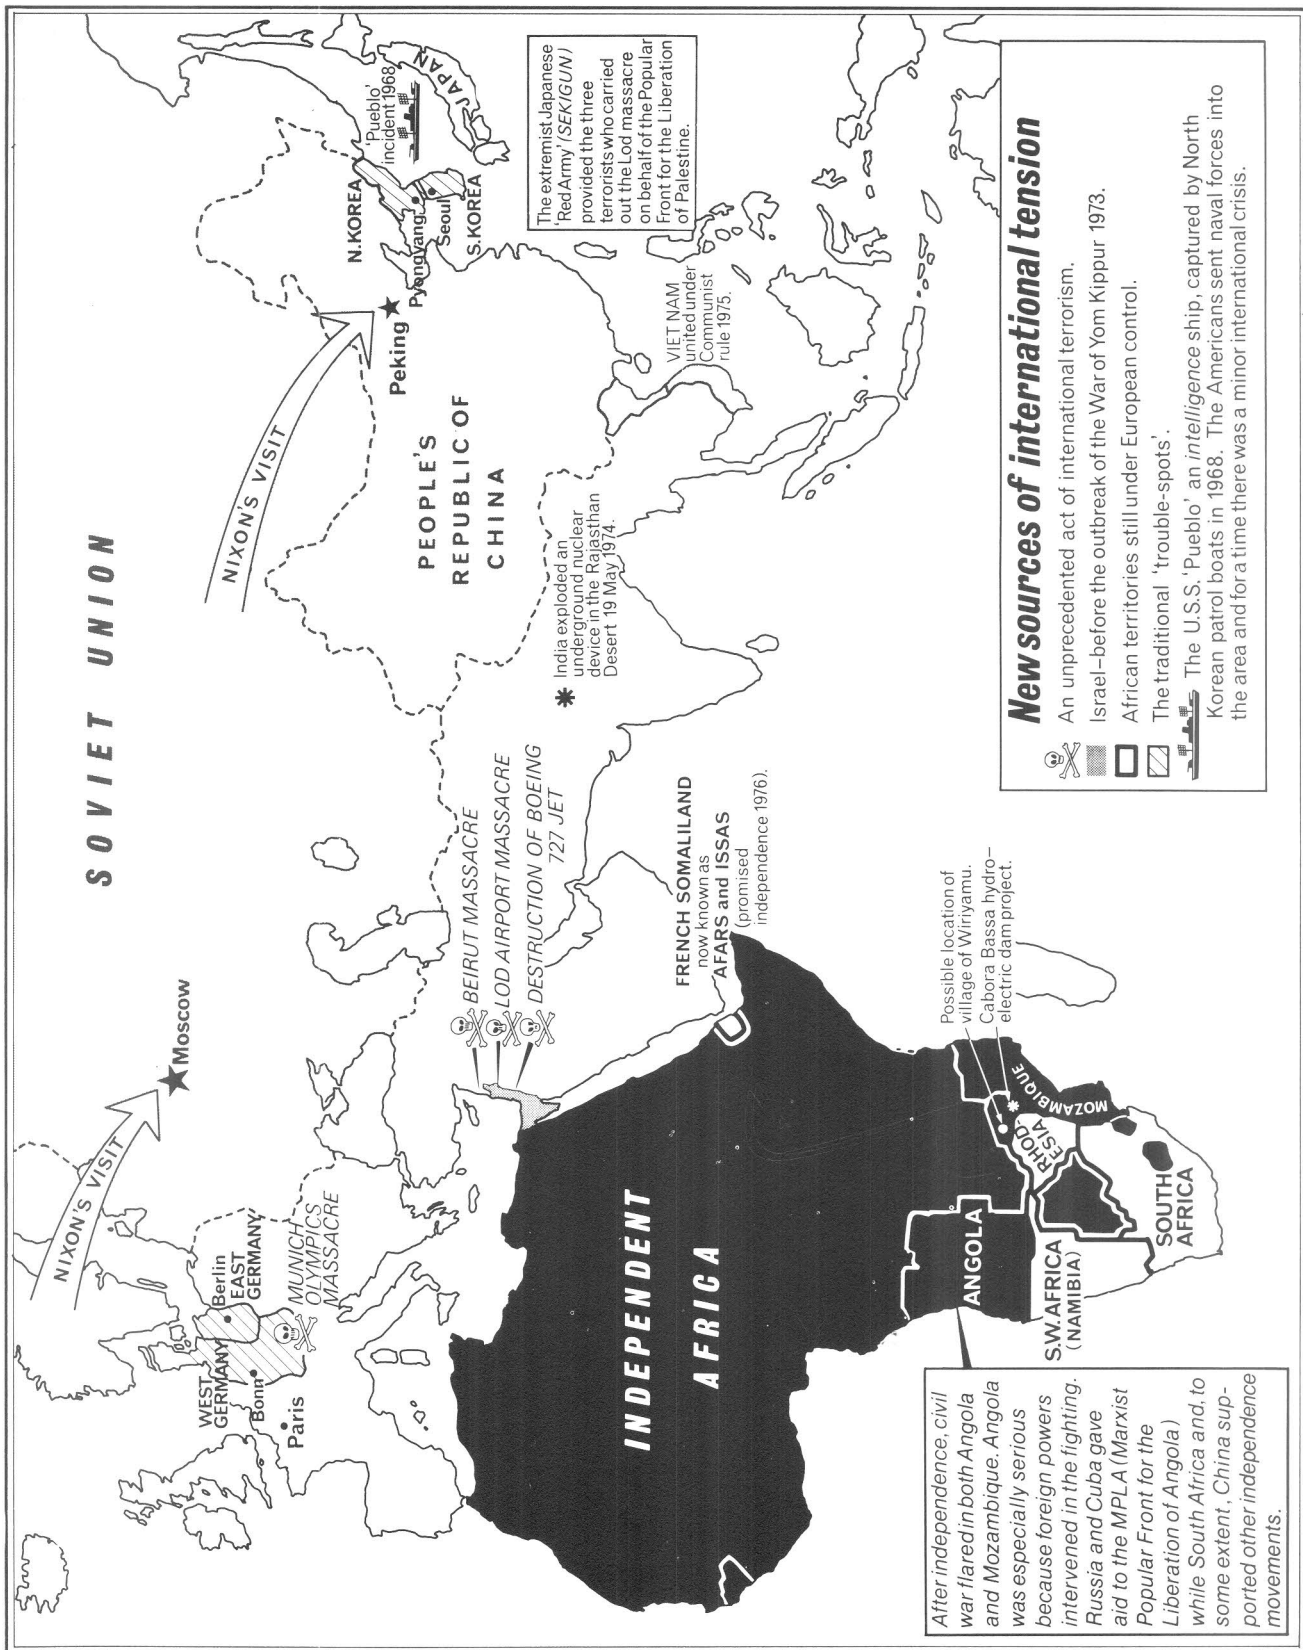 SOVIET UNION
NIXON'S VISIT
Moscow
NIXON'S VISIT
Peking
PEOPLE'S
REPUBLIC OF
CHINA
N.KOREA
Pyongyang
Seoul
S.KOREA
'Pueblo'
incident 1968
JAPAN
The extremist Japanese
'Red Army' (SEKIGUN)
provided the three
terrorists who carried
out the Lod massacre
on behalf of the Popular
Front for the Liberation
of Palestine.
VIET NAM
united under
Communist
rule 1975.
India exploded an
underground nuclear
device in the Rajasthan
Desert 19 May 1974.
WEST
GERMANY
Bonn
Berlin
EAST
GERMANY
Paris
MUNICH
OLYMPICS
MASSACRE
BEIRUT MASSACRE
LOD AIRPORT MASSACRE
DESTRUCTION OF BOEING
727 JET
FRENCH SOMALILAND
now known as
AFARS and ISSAS
(promised
independence 1976).
INDEPENDENT
AFRICA
Possible location of
village of Wiriyamu.
Cabora Bassa hydro-
electric dam project.
ANGOLA
RHOD-
ESIA
MOZAMBIQUE
S.W. AFRICA
(NAMIBIA)
SOUTH
AFRICA
After independence, civil
war flared in both Angola
and Mozambique. Angola
was especially serious
because foreign powers
intervened in the fighting.
Russia and Cuba gave
aid to the MPLA (Marxist
Popular Front for the
Liberation of Angola)
while South Africa and, to
some extent, China sup-
ported other independence
movements.
New sources of international tension
An unprecedented act of international terrorism.
Israel–before the outbreak of the War of Yom Kippur 1973.
African territories still under European control.
The traditional 'trouble-spots'.
The U.S.S. 'Pueblo' an intelligence ship, captured by North
Korean patrol boats in 1968. The Americans sent naval forces into
the area and for a time there was a minor international crisis.